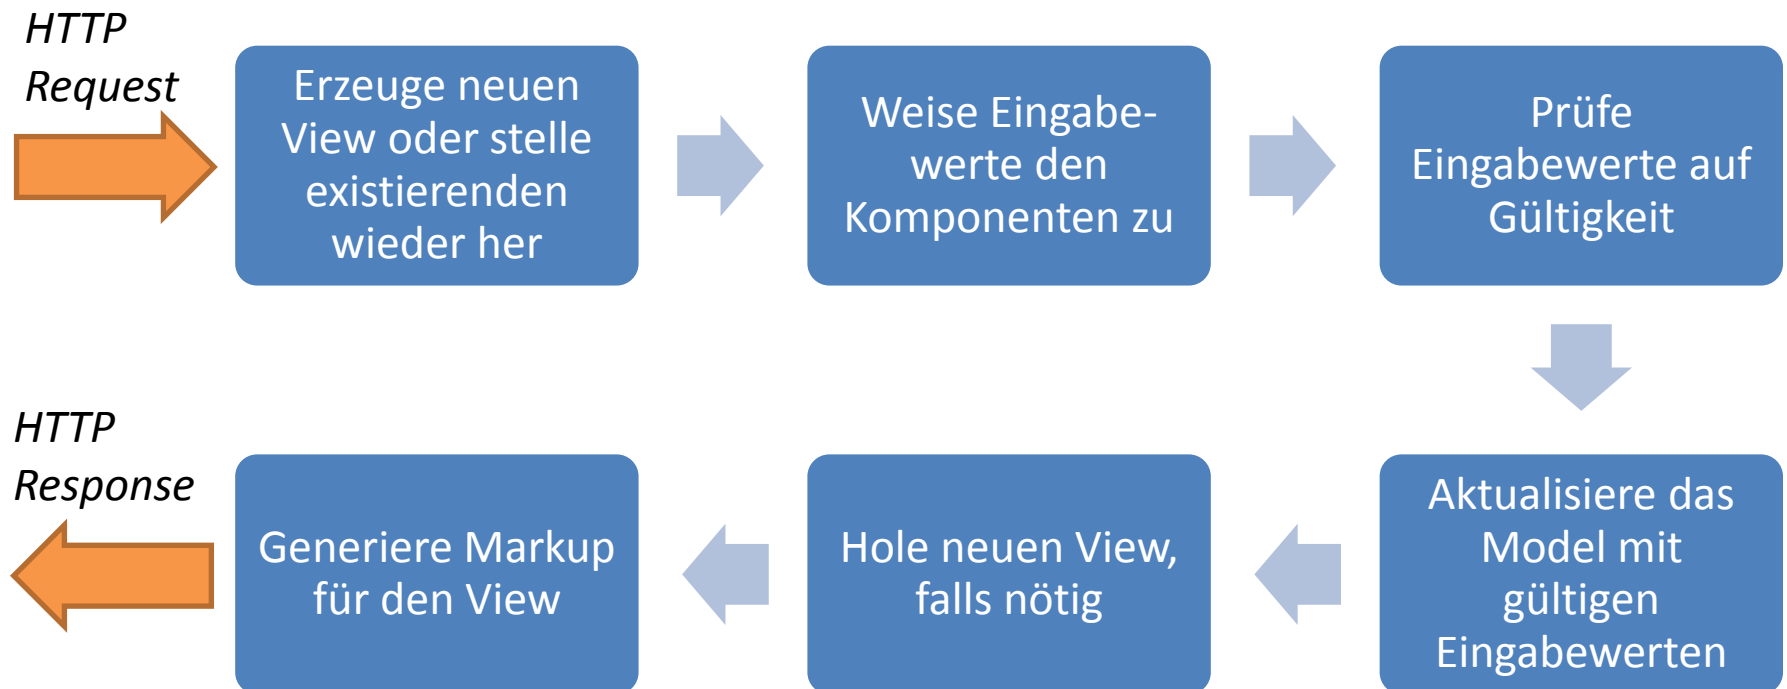 HTTP
Request
Erzeuge neuen
View oder stelle
existierenden
wieder her
Weise Eingabe-
werte den
Komponenten zu
Prüfe
Eingabewerte auf
Gültigkeit
HTTP
Response
Generiere Markup
für den View
Hole neuen View,
falls nötig
Aktualisiere das
Model mit
gültigen
Eingabewerten